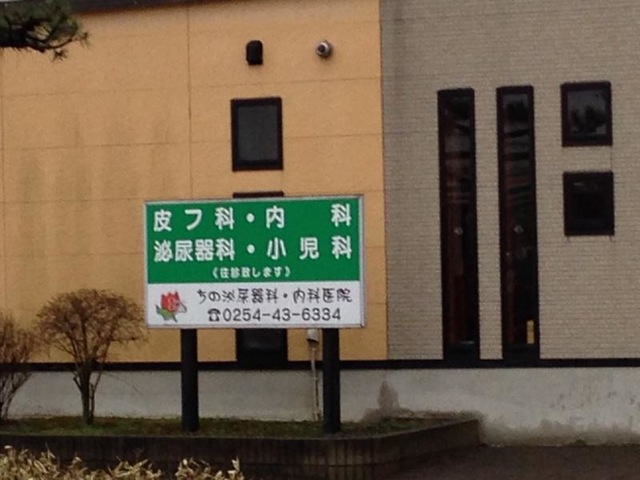 皮フ科・内科
泌尿器科・小児科
《往診致します》
ちの泌尿器科・内科医院
☎0254-43-6334